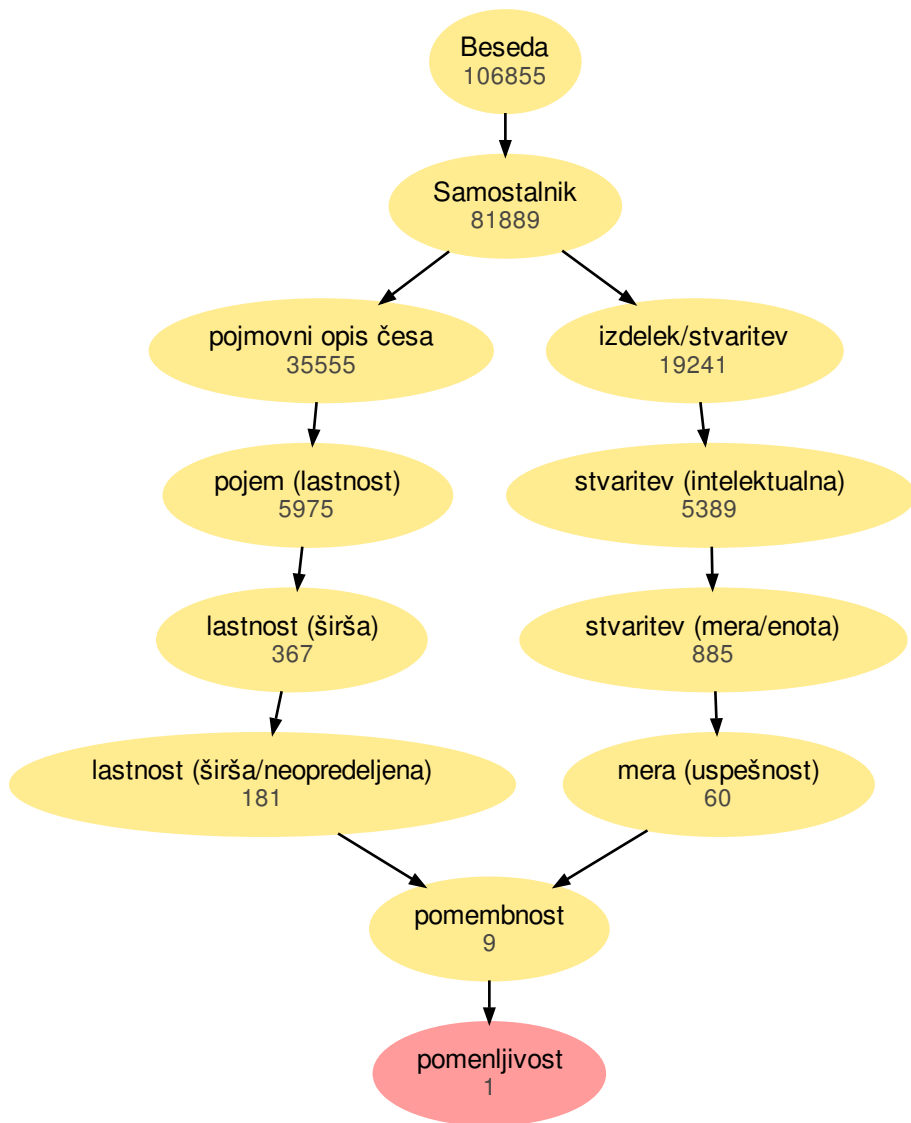 Beseda
106855
Samostalnik
81889
pojmovni opis česa
35555
izdelek/stvaritev
19241
pojem (lastnost)
5975
stvaritev (intelektualna)
5389
lastnost (širša)
367
stvaritev (mera/enota)
885
lastnost (širša/neopredeljena)
181
mera (uspešnost)
60
pomembnost
9
pomenljivost
1